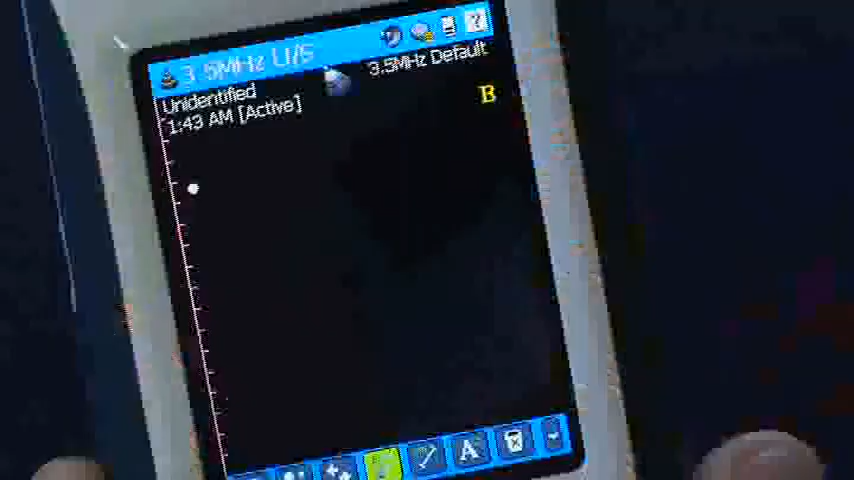 3.5MHz U/S
3.5MHz Default
Unidentified
1:43 AM [Active]
B
A